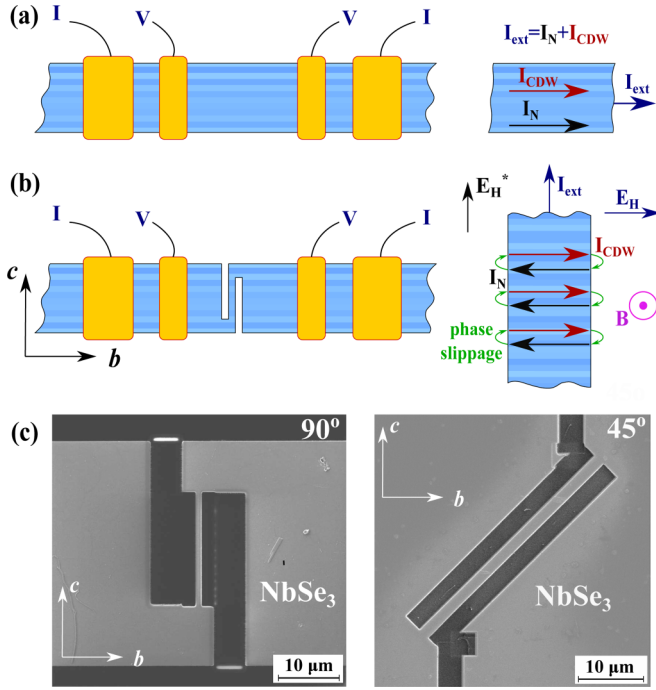 (a)
I
V
V
I
I_ext=I_N+I_CDW
I_CDW
I_N
I_ext
(b)
I
V
V
I
c
b
E_H*
I_ext
E_H
I_CDW
I_N
B
phase
slippage
(c)
90°
c
b
NbSe₃
10 μm
45°
c
b
NbSe₃
10 μm